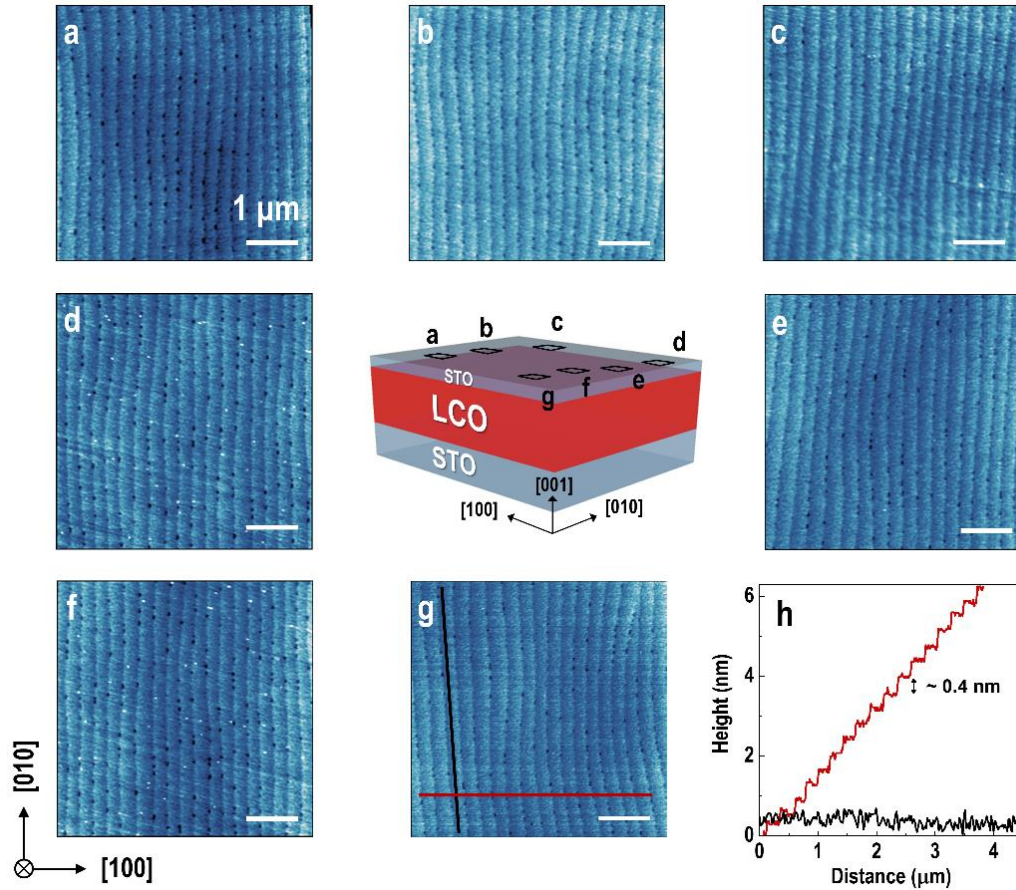 a
b
c
1 μm
d
e
a
b
c
d
g
f
e
STO
LCO
STO
[001]
[100]
[010]
f
g
h
6
4
2
0
Height (nm)
~ 0.4 nm
0
1
2
3
4
Distance (μm)
[010]
[100]